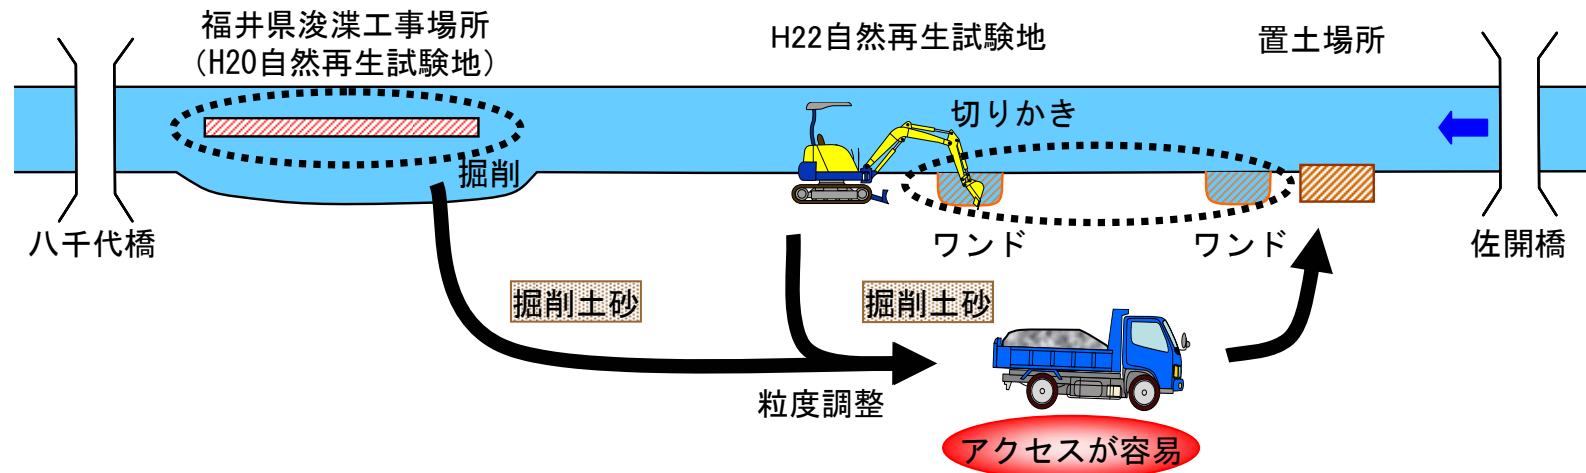 福井県浚渫工事場所
（H20自然再生試験地）
H22自然再生試験地
置土場所
切りかき
掘削
八千代橋
ワンド
ワンド
佐開橋
掘削土砂
掘削土砂
粒度調整
アクセスが容易